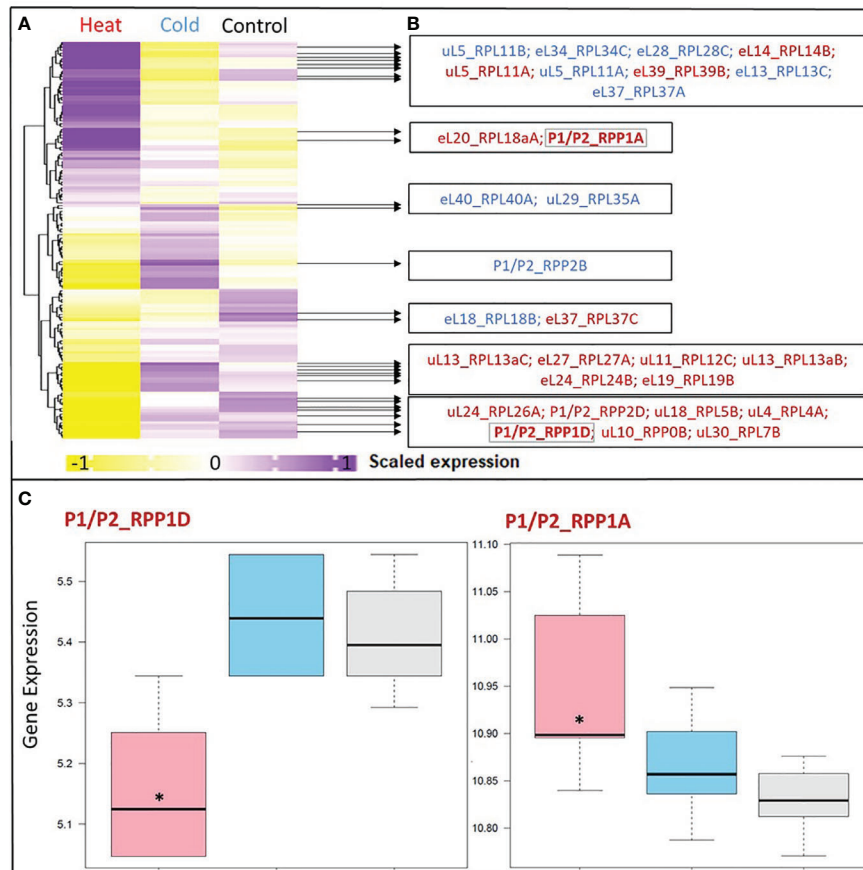 A
Heat Cold Control
B
uL5_RPL11B; eL34_RPL34C; eL28_RPL28C; eL14_RPL14B;
uL5_RPL11A; uL5_RPL11A; eL39_RPL39B; eL13_RPL13C;
eL37_RPL37A
eL20_RPL18aA; P1/P2_RPP1A
eL40_RPL40A; uL29_RPL35A
P1/P2_RPP2B
eL18_RPL18B; eL37_RPL37C
uL13_RPL13aC; eL27_RPL27A; uL11_RPL12C; uL13_RPL13aB;
eL24_RPL24B; eL19_RPL19B
uL24_RPL26A; P1/P2_RPP2D; uL18_RPL5B; uL4_RPL4A;
P1/P2_RPP1D; uL10_RPP0B; uL30_RPL7B
-1 0 1 Scaled expression
C
P1/P2_RPP1D
Gene Expression
5.5
5.4
5.3
5.2
5.1
*
P1/P2_RPP1A
11.10
11.05
11.00
10.95
10.90
10.85
10.80
*